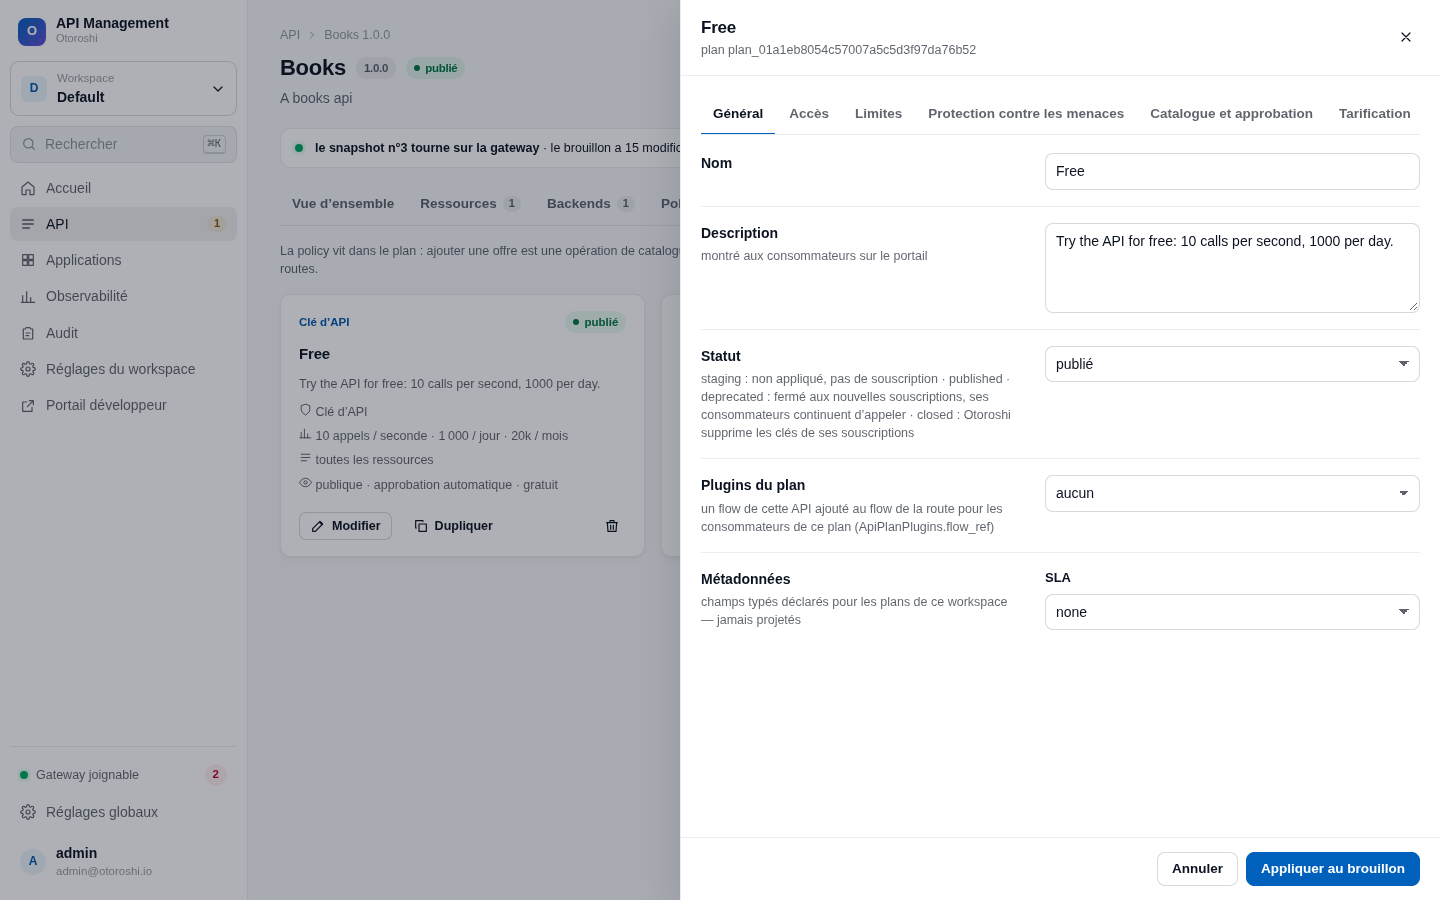 API Management
Otoroshi
Workspace
Default
Rechercher
⌘K
Accueil
API
1
Applications
Observabilité
Audit
Réglages du workspace
Portail développeur
Gateway joignable
2
Réglages globaux
A
admin
admin@otoroshi.io
O
D
API
Books 1.0.0
Books
1.0.0
publié
A books api
le snapshot n°3 tourne sur la gateway · le brouillon a 15
Vue d’ensemble
Ressources
1
Backends
1
La policy vit dans le plan : ajouter une offre est une opération de
routes.
Clé d’API
publié
Free
Try the API for free: 10 calls per second, 1000 per day.
Clé d’API
10 appels / seconde · 1 000 / jour · 20k / mois
toutes les ressources
publique · approbation automatique · gratuit
Modifier
Dupliquer
Free
plan plan_01a1eb8054c57007a5c5d3f97da76b52
Général
Accès
Limites
Protection contre les menaces
Catalogue et approbation
Tarification
Nom
Free
Description
montré aux consommateurs sur le portail
Try the API for free: 10 calls per second, 1000 per day.
Statut
staging : non appliqué, pas de souscription · published ·
deprecated : fermé aux nouvelles souscriptions, ses
consommateurs continuent d’appeler · closed : Otoroshi
supprime les clés de ses souscriptions
publié
Plugins du plan
un flow de cette API ajouté au flow de la route pour les
consommateurs de ce plan (ApiPlanPlugins.flow_ref)
aucun
Métadonnées
champs typés déclarés pour les plans de ce workspace
— jamais projetés
SLA
none
Annuler
Appliquer au brouillon